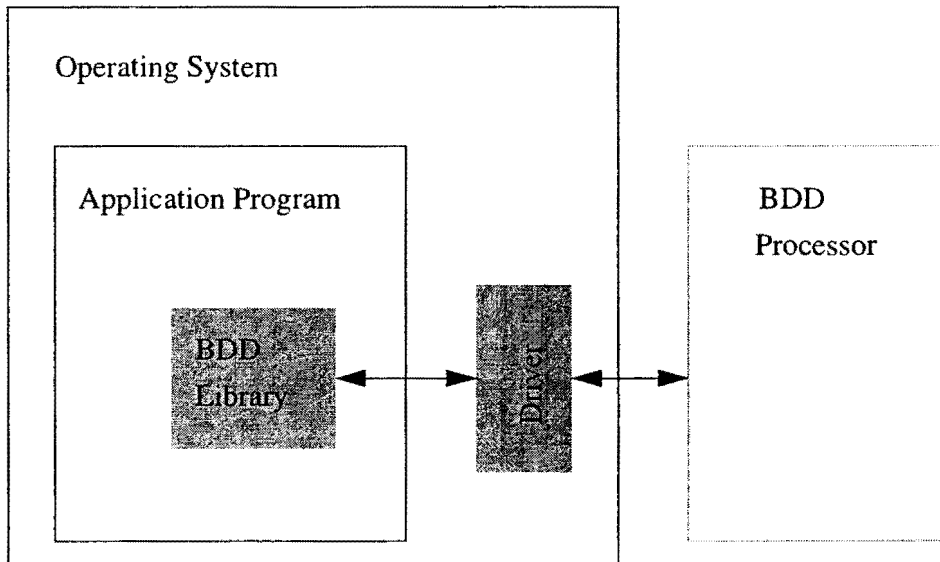 Operating System
Application Program
BDD
Library
Driver
BDD
Processor